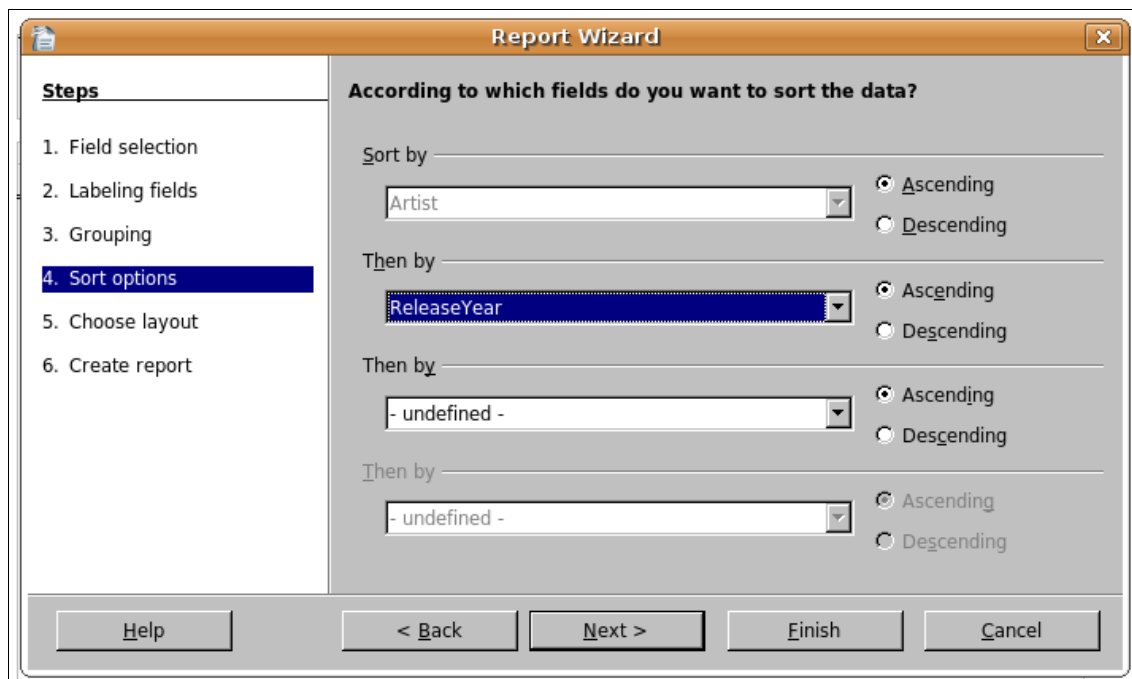 Report Wizard
Steps
1. Field selection
2. Labeling fields
3. Grouping
4. Sort options
5. Choose layout
6. Create report
According to which fields do you want to sort the data?
Sort by
Artist
Ascending
Descending
Then by
ReleaseYear
Ascending
Descending
Then by
- undefined -
Ascending
Descending
Then by
- undefined -
Ascending
Descending
Help
< Back
Next >
Finish
Cancel